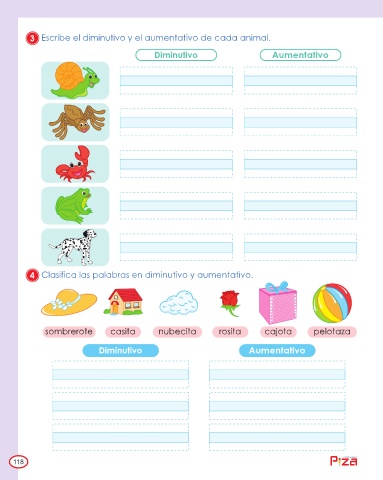 3 Escribe el diminutivo y el aumentativo de cada animal.
Diminutivo Aumentativo
4 Clasifica las palabras en diminutivo y aumentativo.
sombrerote casita nubecita rosita cajota pelotaza
Diminutivo Aumentativo
118 P!za